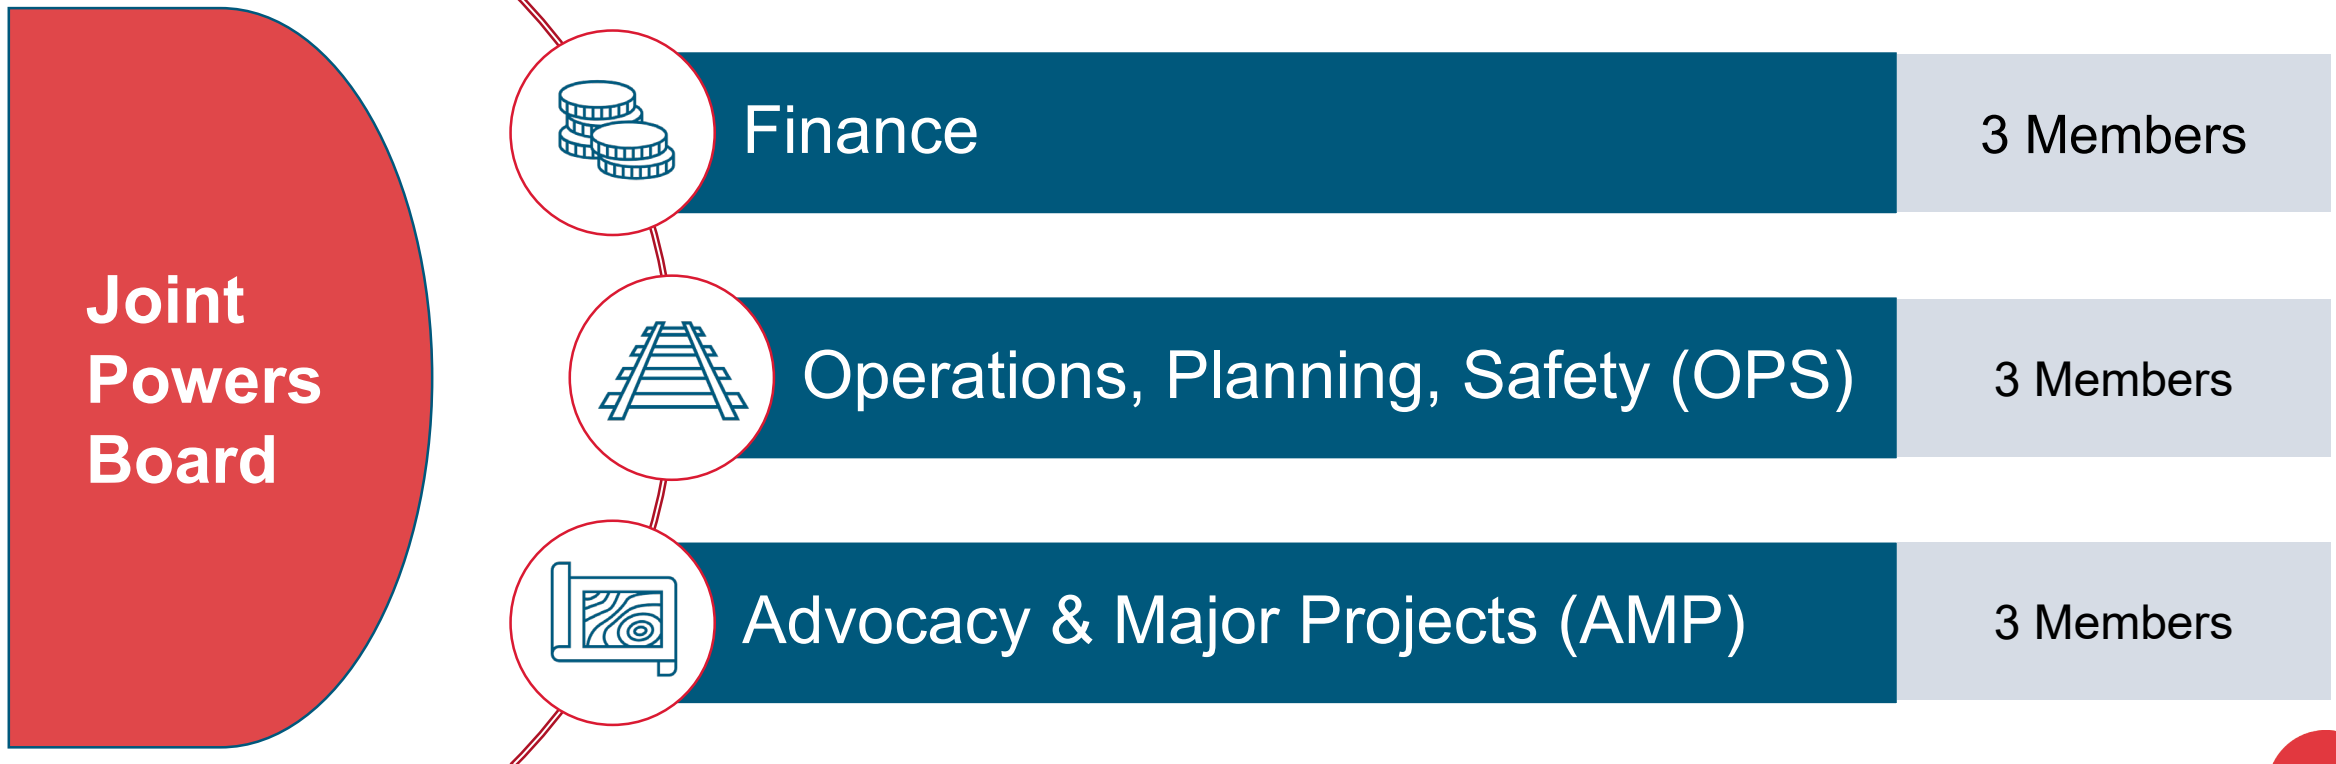 Joint
Powers
Board
Finance
3 Members
Operations, Planning, Safety (OPS)
3 Members
Advocacy & Major Projects (AMP)
3 Members